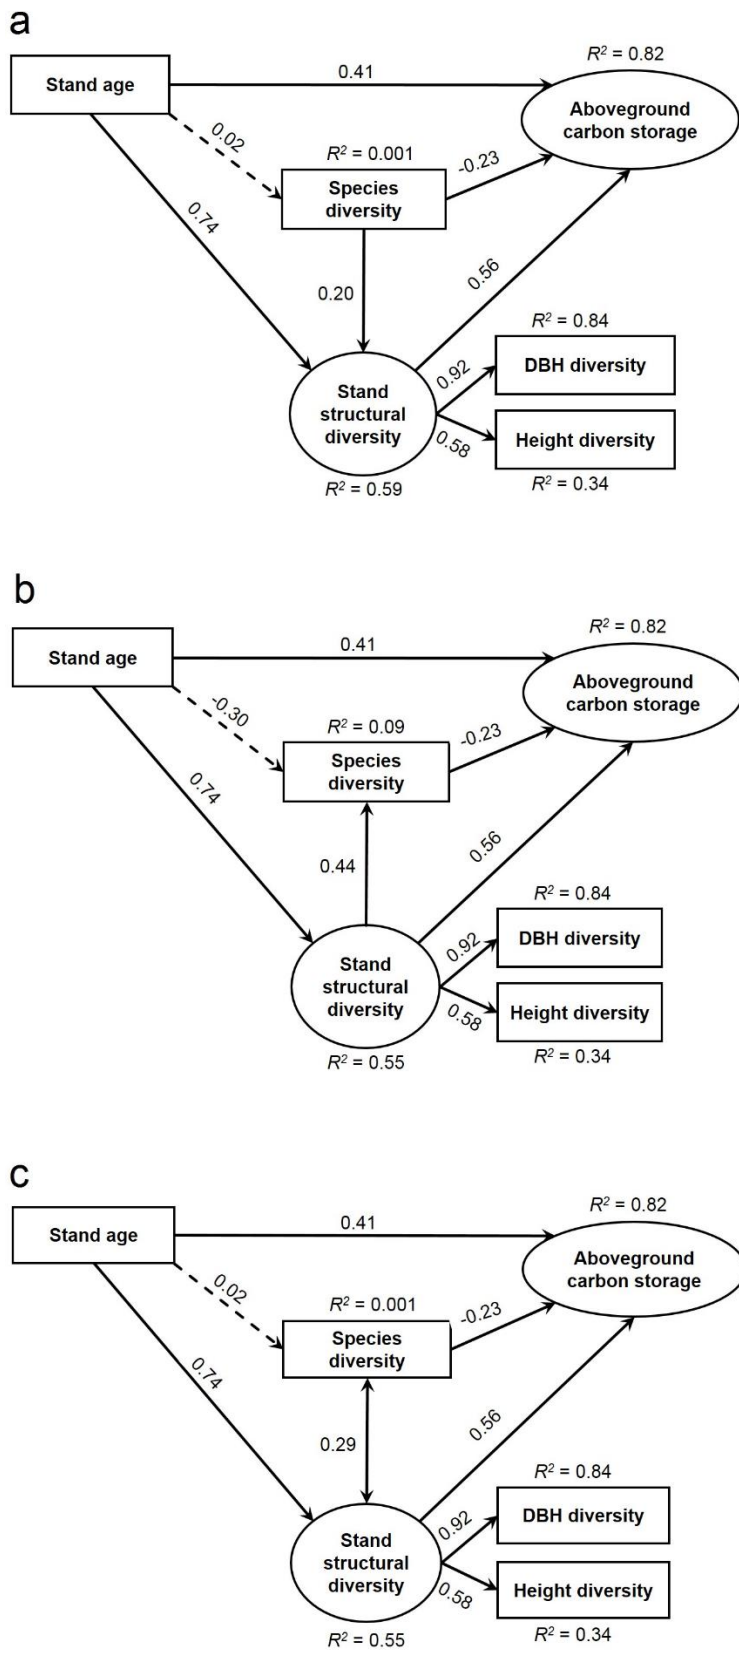 a
R² = 0.82
Stand age
0.41
Aboveground
carbon storage
0.02
R² = 0.001
-0.23
Species
diversity
0.74
0.20
0.56
R² = 0.84
0.92
DBH diversity
Stand
structural
diversity
0.58
Height diversity
R² = 0.59
R² = 0.34
b
R² = 0.82
Stand age
0.41
Aboveground
carbon storage
-0.30
R² = 0.09
-0.23
Species
diversity
0.74
0.44
0.56
R² = 0.84
0.92
DBH diversity
Stand
structural
diversity
0.58
Height diversity
R² = 0.55
R² = 0.34
c
R² = 0.82
Stand age
0.41
Aboveground
carbon storage
0.02
R² = 0.001
-0.23
Species
diversity
0.74
0.29
0.56
R² = 0.84
0.92
DBH diversity
Stand
structural
diversity
0.58
Height diversity
R² = 0.55
R² = 0.34